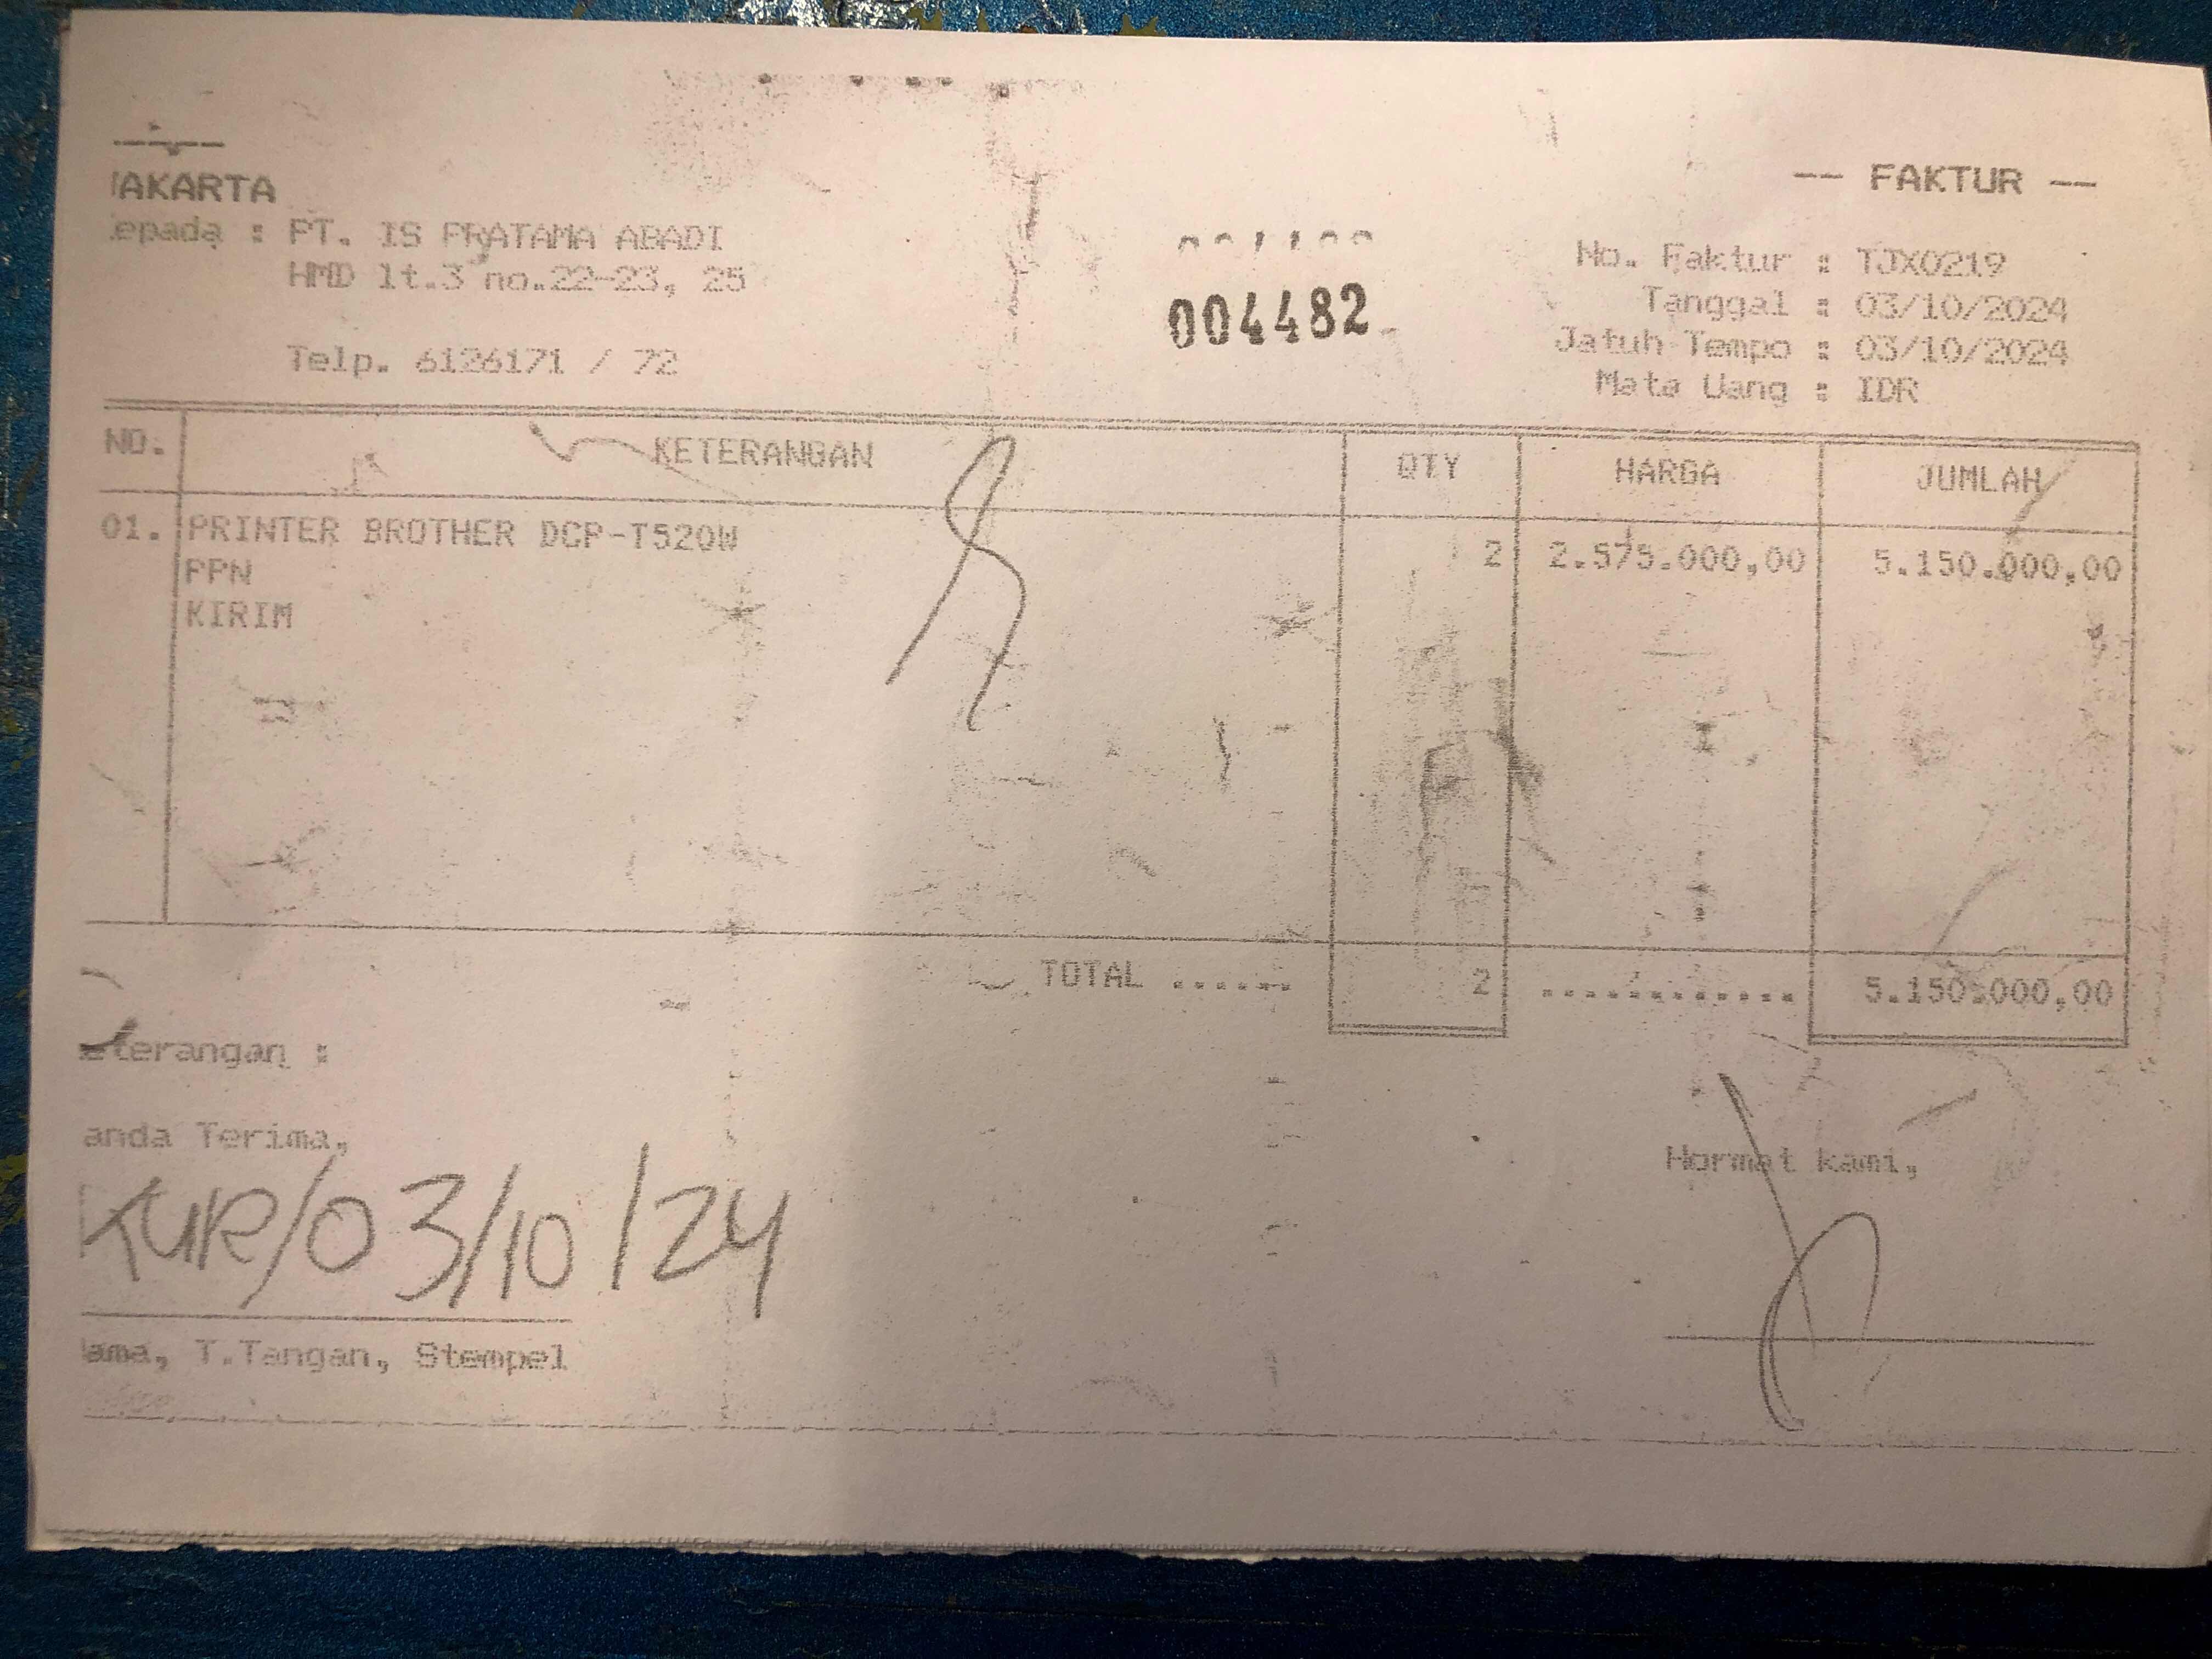 AKARTA
-- FAKTUR --
epada : PT. IS PRATAMA ABADI
HMD lt.3 no.22-23, 25
Telp. 6126171 / 72
004482
No. Faktur : TJX0219
Tanggal : 03/10/2024
Jatuh Tempo : 03/10/2024
Mata Uang : IDR
NO. KETERANGAN QTY HARGA JUMLAH
01. PRINTER BROTHER DCP-T520W 2 2.575.000,00 5.150.000,00
PPN
KIRIM
TOTAL ...... 2 ............ 5.150.000,00
eterangan :
anda Terima,
Hormat kami,
KUR/03/10/24
ama, T.Tangan, Stempel